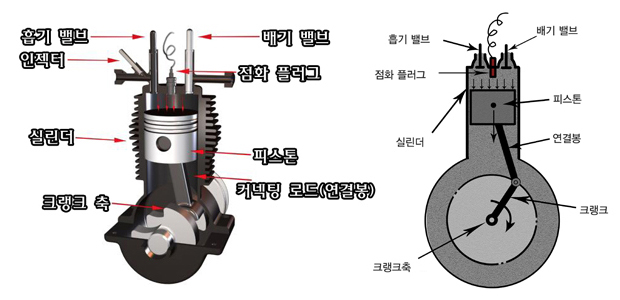 흡기 밸브
배기 밸브
인젝터
점화 플러그
실린더
피스톤
커넥팅 로드(연결봉)
크랭크 축
흡기 밸브
배기 밸브
점화 플러그
피스톤
실린더
연결봉
크랭크
크랭크축